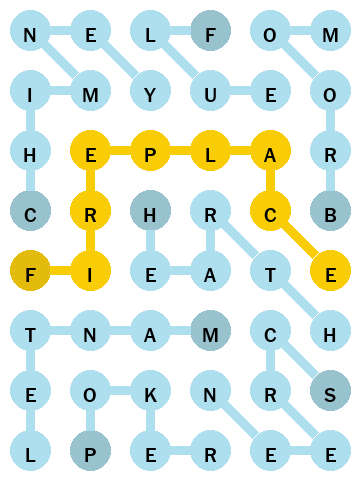 N E L F O M
I M Y U E O
H E P L A R
C R H R C B
F I E A T E
T N A M C H
E O K N R S
L P E R E E